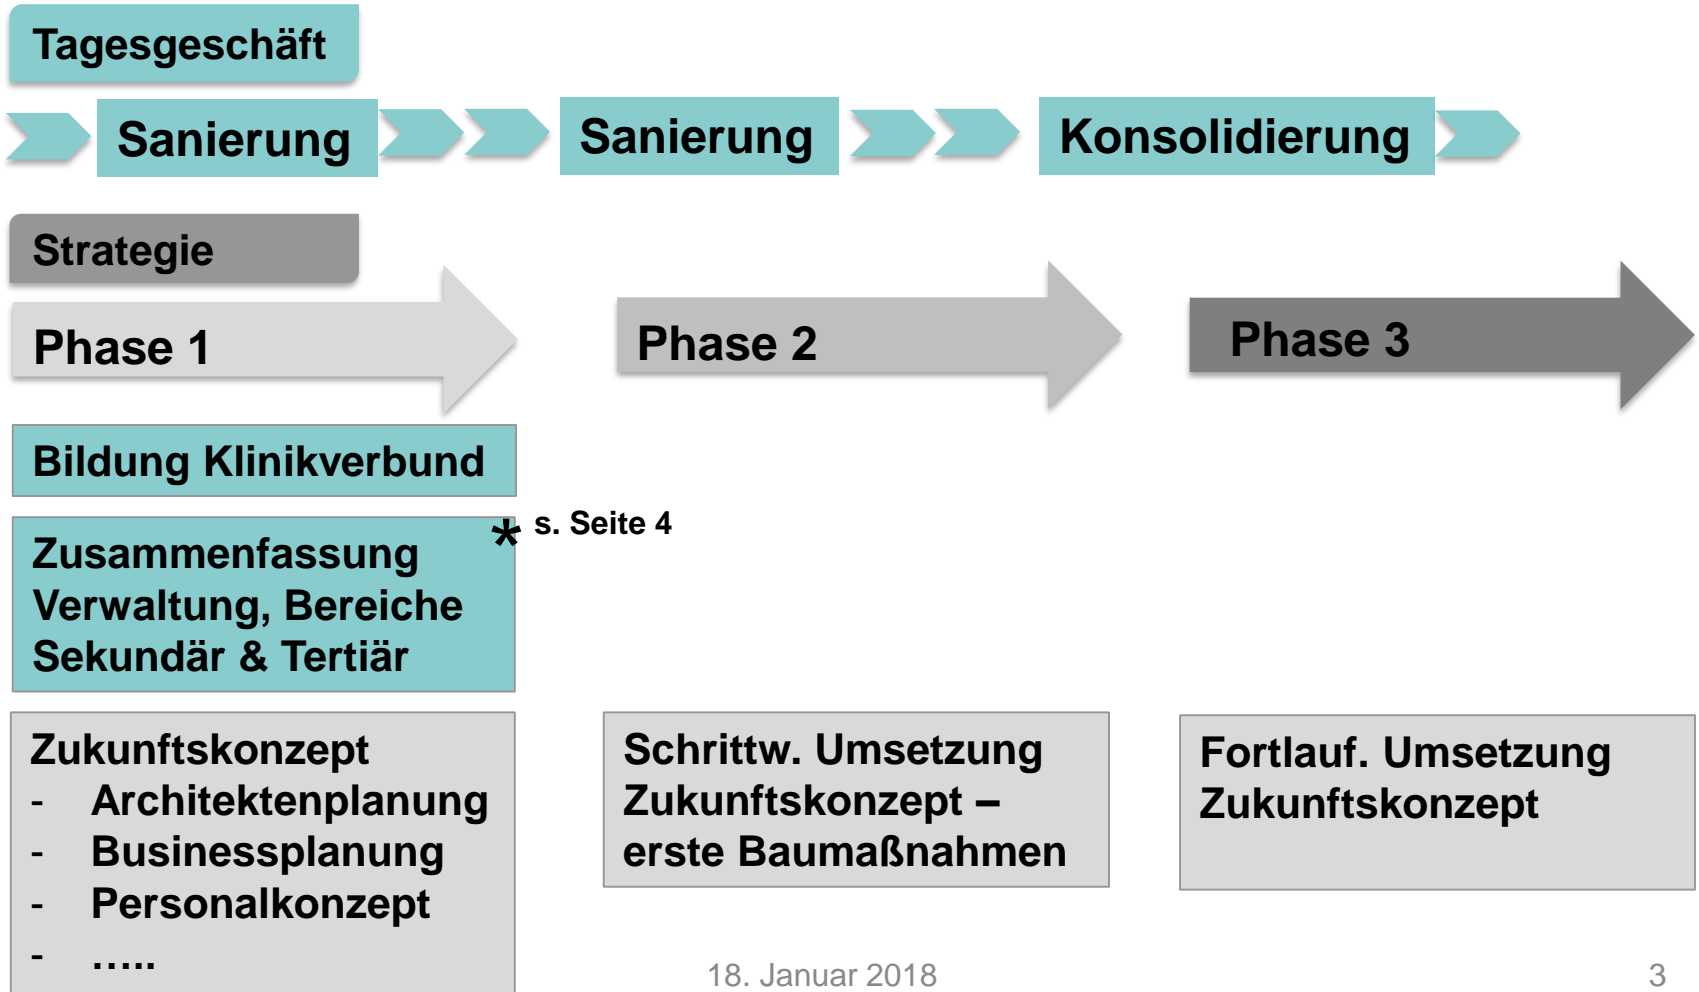 Tagesgeschäft
Sanierung
Sanierung
Konsolidierung
Strategie
Phase 1
Phase 2
Phase 3
Bildung Klinikverbund
* s. Seite 4
Zusammenfassung
Verwaltung, Bereiche
Sekundär & Tertiär
Zukunftskonzept
- Architektenplanung
- Businessplanung
- Personalkonzept
- …..
Schrittw. Umsetzung
Zukunftskonzept –
erste Baumaßnahmen
Fortlauf. Umsetzung
Zukunftskonzept
18. Januar 2018
3